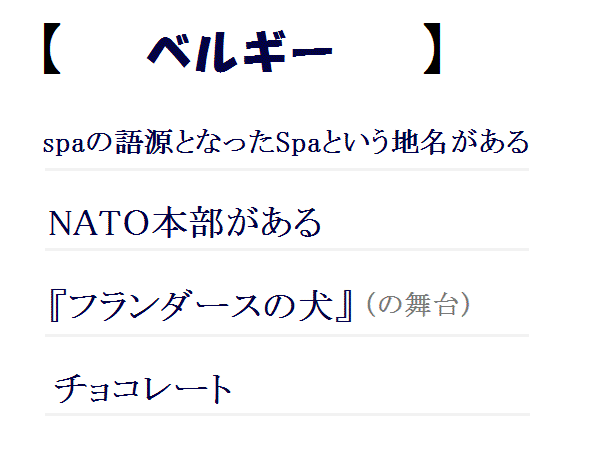 【 ベルギー 】
spaの語源となったSpaという地名がある
NATO本部がある
『フランダースの犬』(の舞台)
チョコレート